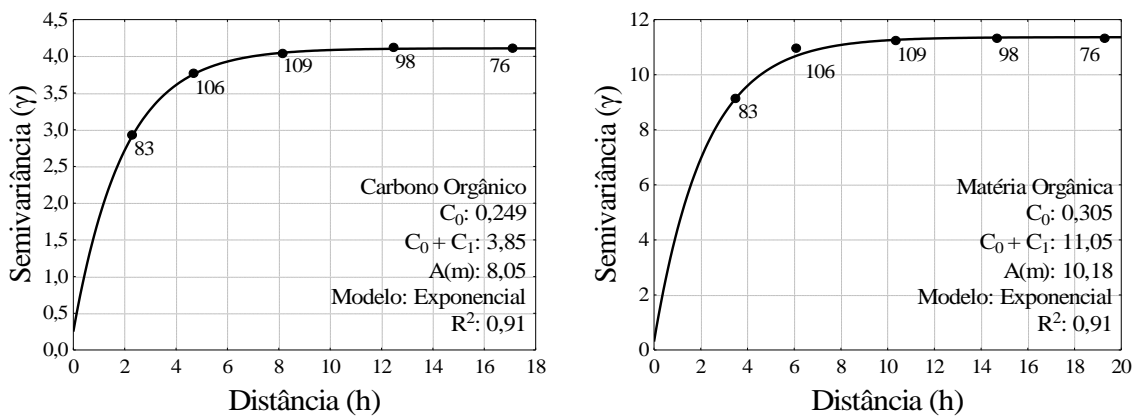 4,5
4,0
3,5
3,0
2,5
2,0
1,5
1,0
0,5
0,0
Semivariância (γ)
83
106
109
98
76
Carbono Orgânico
C₀: 0,249
C₀ + C₁: 3,85
A(m): 8,05
Modelo: Exponencial
R²: 0,91
0 2 4 6 8 10 12 14 16 18
Distância (h)
12
10
8
6
4
2
0
Semivariância (γ)
83
106
109
98
76
Matéria Orgânica
C₀: 0,305
C₀ + C₁: 11,05
A(m): 10,18
Modelo: Exponencial
R²: 0,91
0 2 4 6 8 10 12 14 16 18 20
Distância (h)